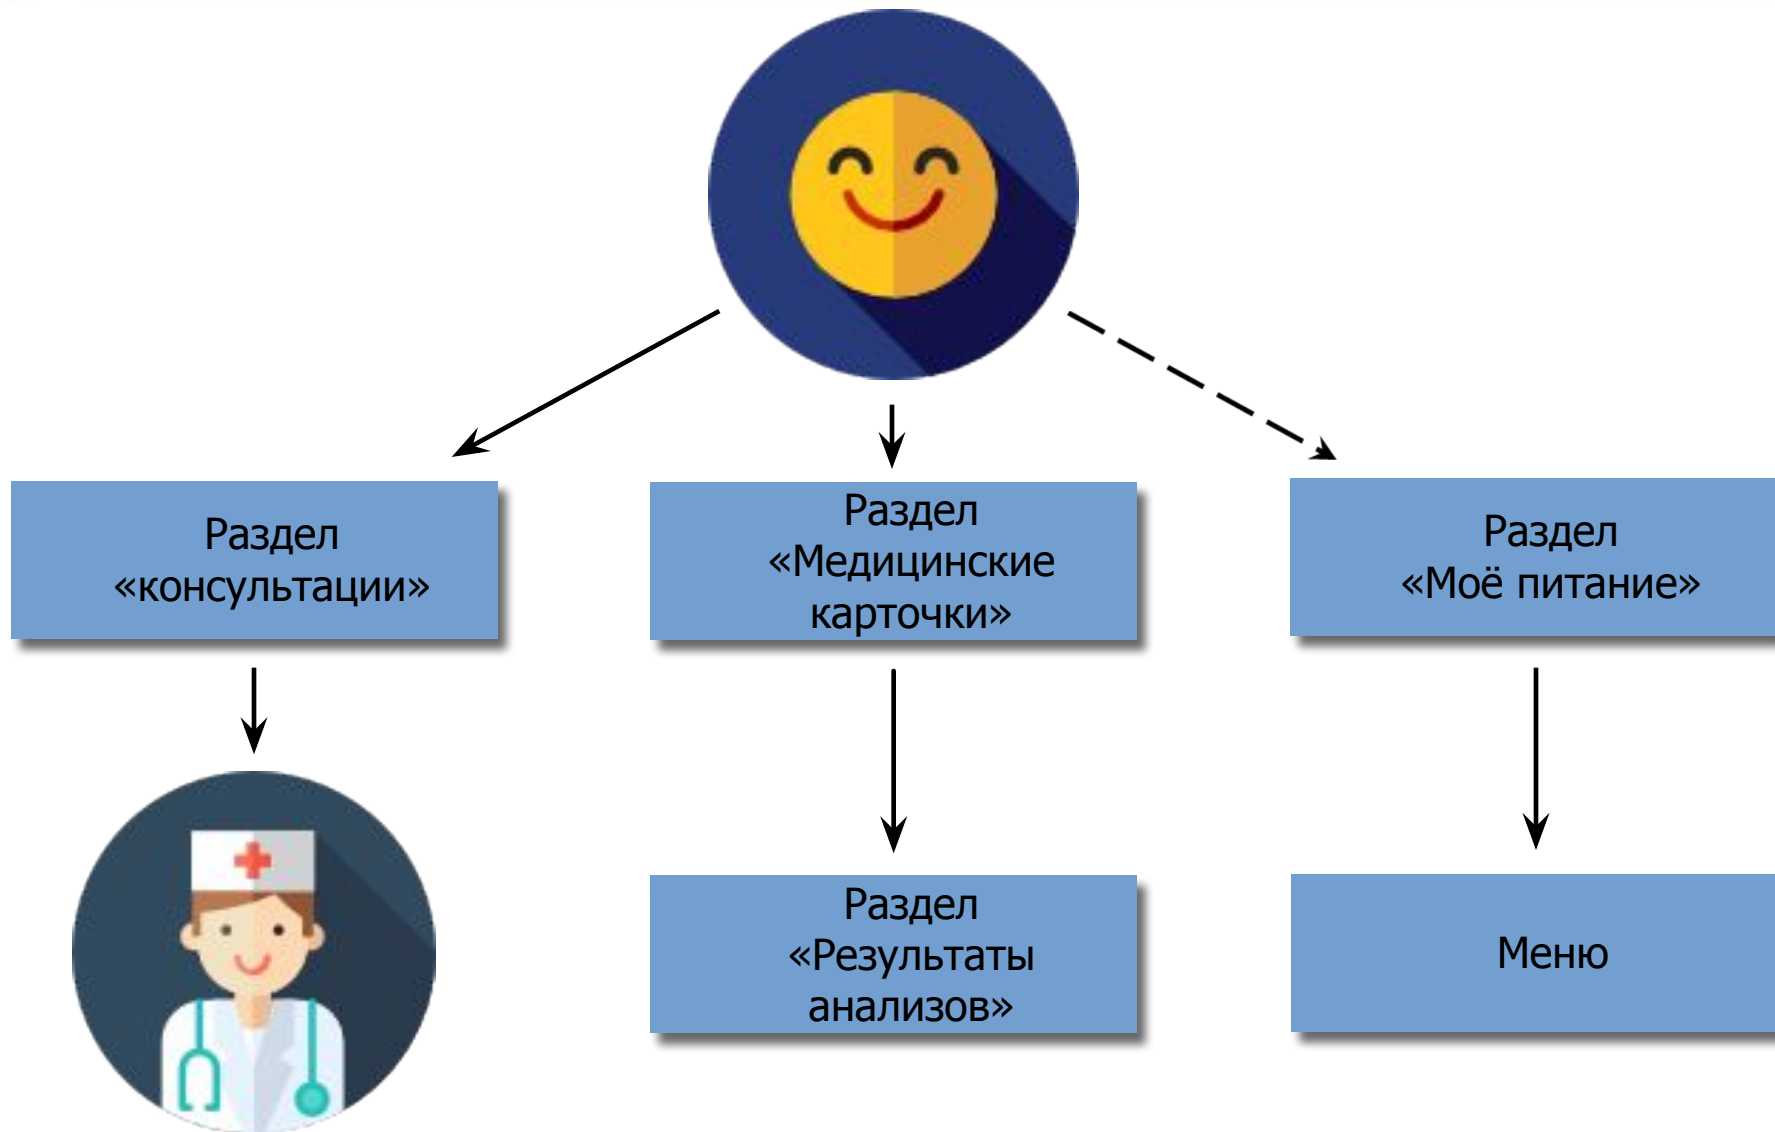 Раздел
«консультации»
Раздел
«Медицинские
карточки»
Раздел
«Моё питание»
Раздел
«Результаты
анализов»
Меню